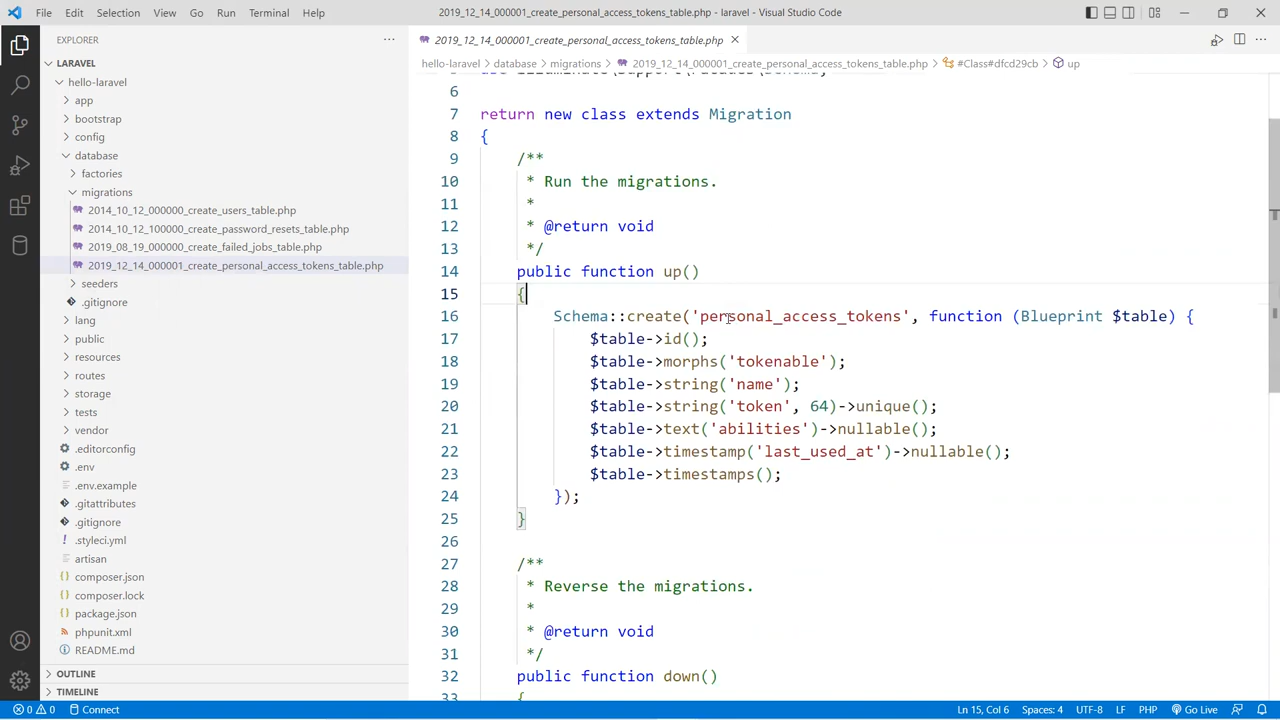 File Edit Selection View Go Run Terminal Help
2019_12_14_000001_create_personal_access_tokens_table.php - laravel - Visual Studio Code
EXPLORER
LARAVEL
hello-laravel
app
bootstrap
config
database
factories
migrations
2014_10_12_000000_create_users_table.php
2014_10_12_100000_create_password_resets_table.php
2019_08_19_000000_create_failed_jobs_table.php
2019_12_14_000001_create_personal_access_tokens_table.php
seeders
.gitignore
lang
public
resources
routes
storage
tests
vendor
.editorconfig
.env
.env.example
.gitattributes
.gitignore
.styleci.yml
artisan
composer.json
composer.lock
package.json
phpunit.xml
README.md
OUTLINE
TIMELINE
2019_12_14_000001_create_personal_access_tokens_table.php
hello-laravel > database > migrations > 2019_12_14_000001_create_personal_access_tokens_table.php > #Class#dfcd29cb > up
6
7 return new class extends Migration
8 {
9 /**
10 * Run the migrations.
11 *
12 * @return void
13 */
14 public function up()
15 {
16 Schema::create('personal_access_tokens', function (Blueprint $table) {
17 $table->id();
18 $table->morphs('tokenable');
19 $table->string('name');
20 $table->string('token', 64)->unique();
21 $table->text('abilities')->nullable();
22 $table->timestamp('last_used_at')->nullable();
23 $table->timestamps();
24 });
25 }
26
27 /**
28 * Reverse the migrations.
29 *
30 * @return void
31 */
32 public function down()
33 {
0 0 Connect
Ln 15, Col 6 Spaces: 4 UTF-8 LF PHP Go Live